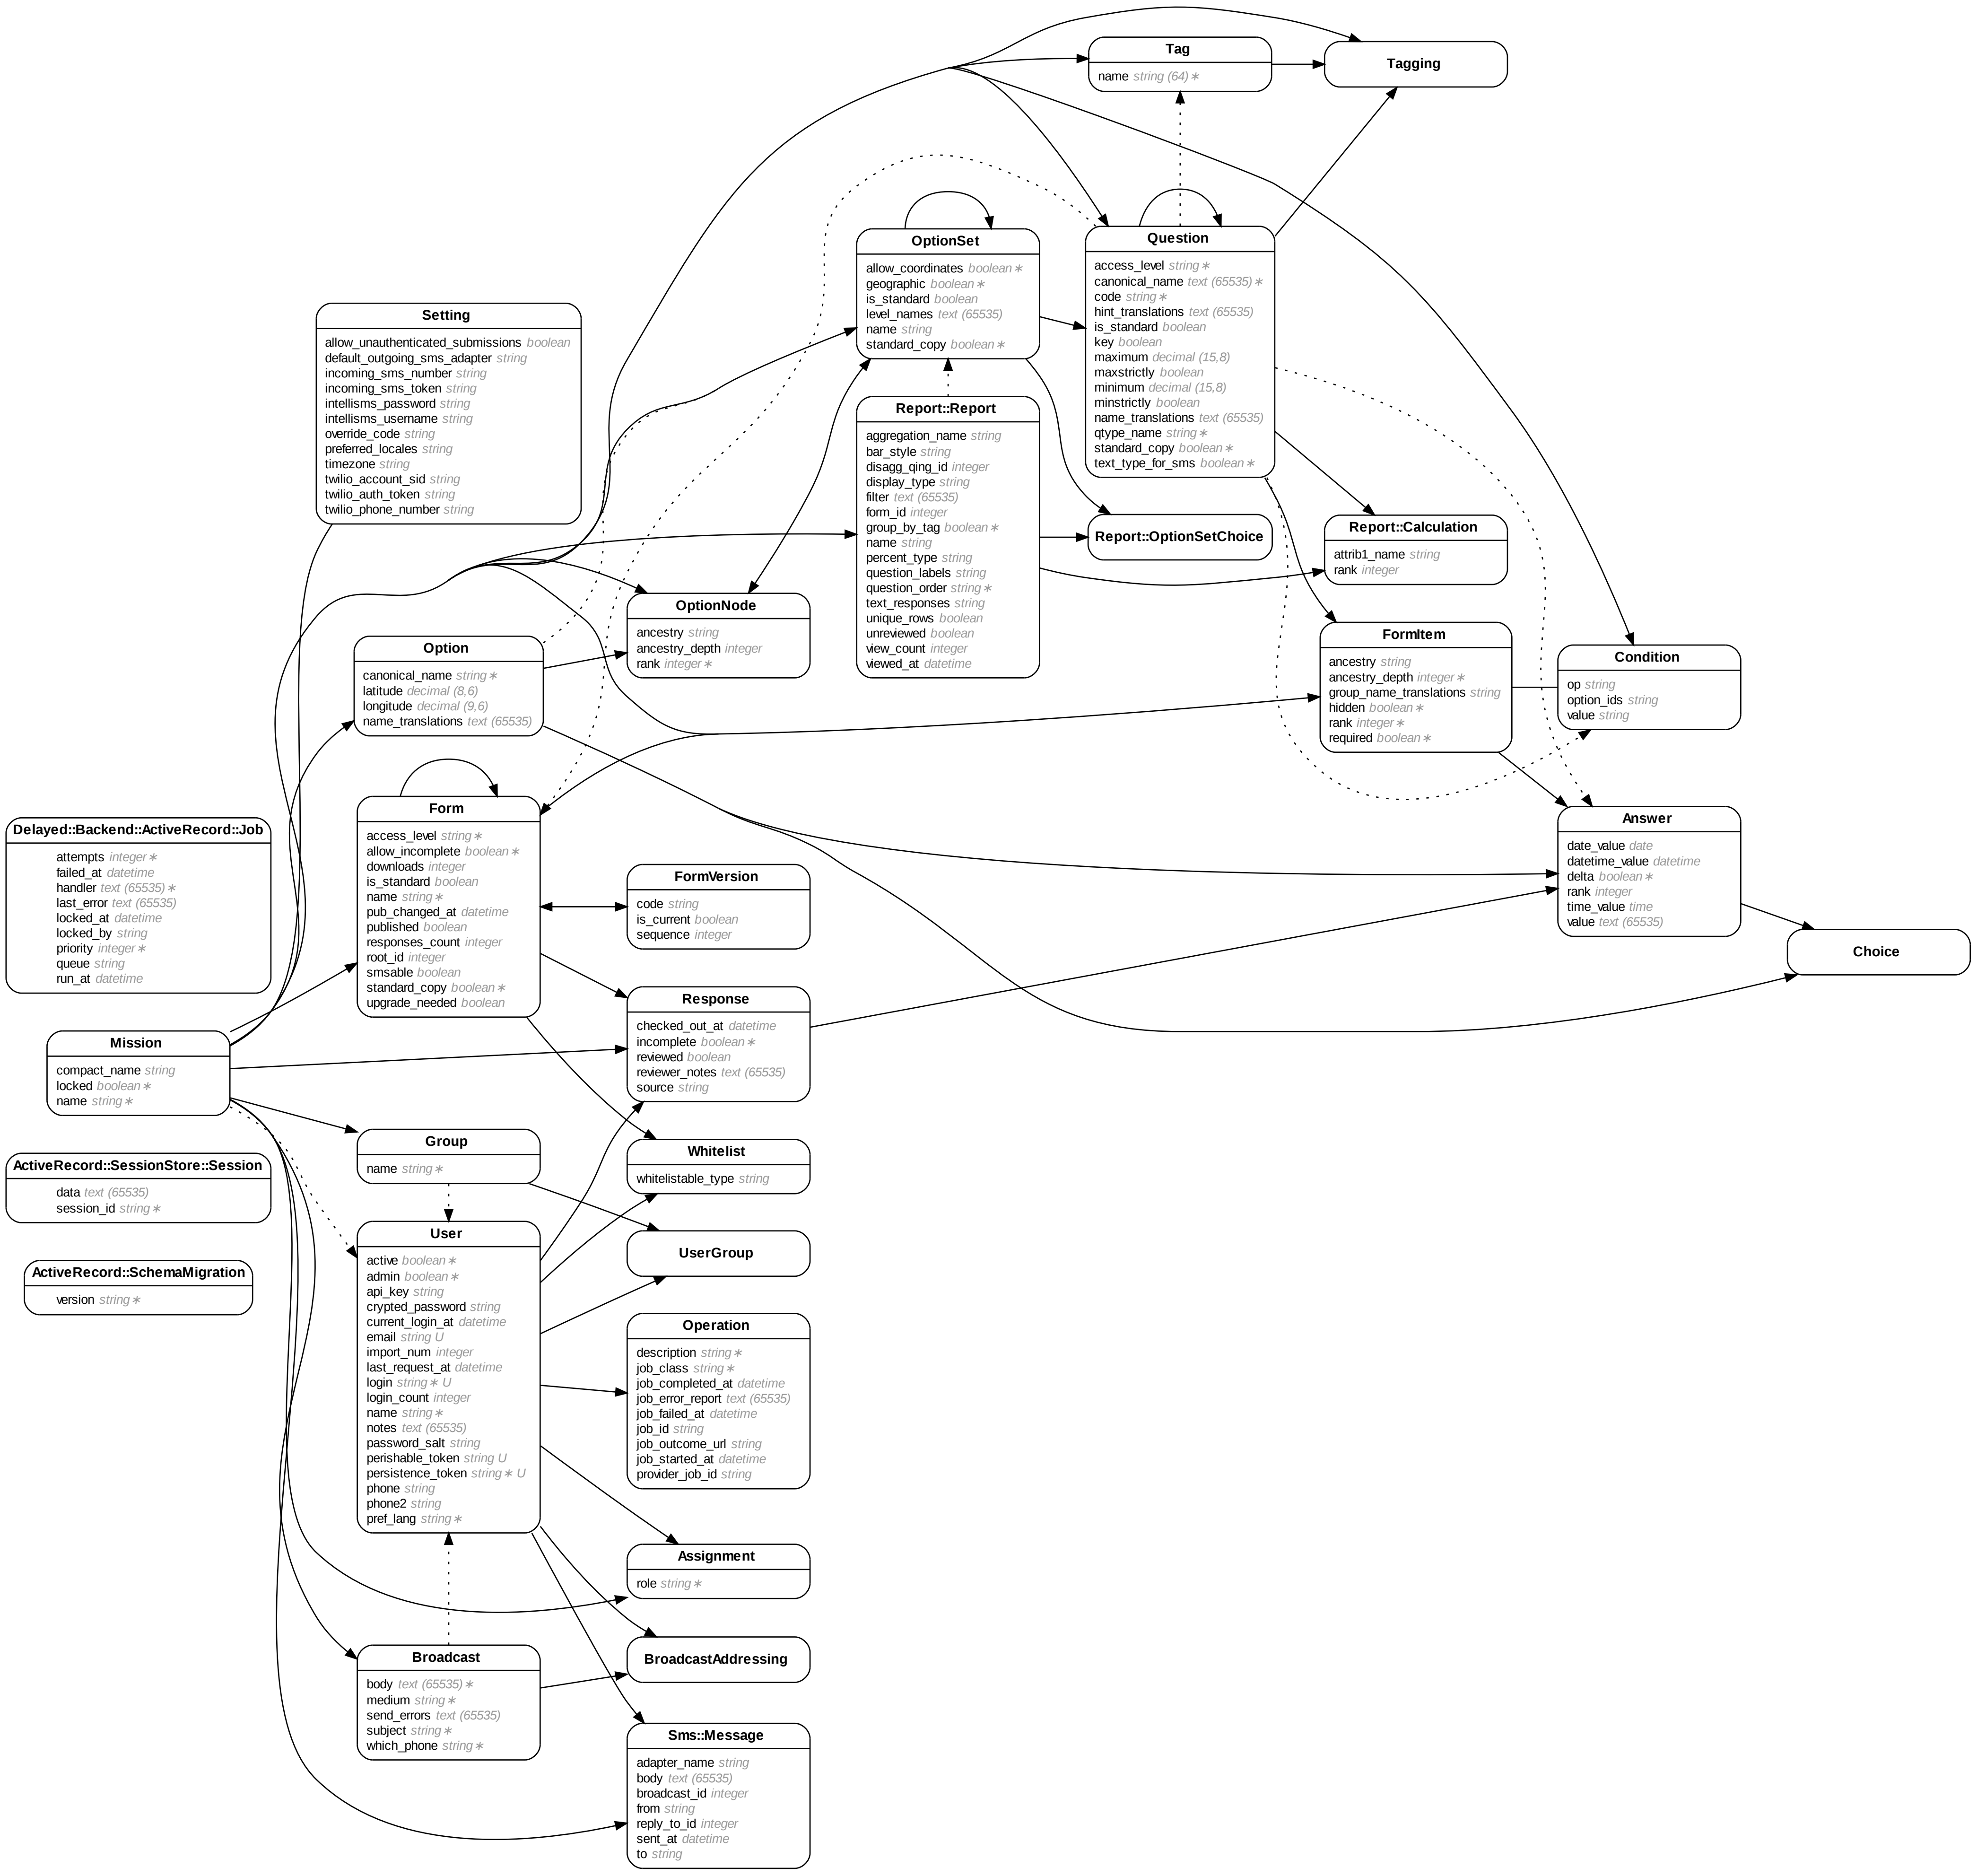 Tag
name string (64)∗
Tagging
OptionSet
allow_coordinates boolean∗
geographic boolean∗
is_standard boolean
level_names text (65535)
name string
standard_copy boolean∗
Question
access_level string∗
canonical_name text (65535)∗
code string∗
hint_translations text (65535)
is_standard boolean
key boolean
maximum decimal (15,8)
maxstrictly boolean
minimum decimal (15,8)
minstrictly boolean
name_translations text (65535)
qtype_name string∗
standard_copy boolean∗
text_type_for_sms boolean∗
Setting
allow_unauthenticated_submissions boolean
default_outgoing_sms_adapter string
incoming_sms_number string
incoming_sms_token string
intellisms_password string
intellisms_username string
override_code string
preferred_locales string
timezone string
twilio_account_sid string
twilio_auth_token string
twilio_phone_number string
Report::Report
aggregation_name string
bar_style string
disagg_qing_id integer
display_type string
filter text (65535)
form_id integer
group_by_tag boolean∗
name string
percent_type string
question_labels string
question_order string∗
text_responses string
unique_rows boolean
unreviewed boolean
view_count integer
viewed_at datetime
Report::OptionSetChoice
Report::Calculation
attrib1_name string
rank integer
OptionNode
ancestry string
ancestry_depth integer
rank integer∗
Option
canonical_name string∗
latitude decimal (8,6)
longitude decimal (9,6)
name_translations text (65535)
FormItem
ancestry string
ancestry_depth integer∗
group_name_translations string
hidden boolean∗
rank integer∗
required boolean∗
Condition
op string
option_ids string
value string
Form
access_level string∗
allow_incomplete boolean∗
downloads integer
is_standard boolean
name string∗
pub_changed_at datetime
published boolean
responses_count integer
root_id integer
smsable boolean
standard_copy boolean∗
upgrade_needed boolean
Answer
date_value date
datetime_value datetime
delta boolean∗
rank integer
time_value time
value text (65535)
Delayed::Backend::ActiveRecord::Job
attempts integer∗
failed_at datetime
handler text (65535)∗
last_error text (65535)
locked_at datetime
locked_by string
priority integer∗
queue string
run_at datetime
FormVersion
code string
is_current boolean
sequence integer
Choice
Response
checked_out_at datetime
incomplete boolean∗
reviewed boolean
reviewer_notes text (65535)
source string
Mission
compact_name string
locked boolean∗
name string∗
Group
name string∗
Whitelist
whitelistable_type string
ActiveRecord::SessionStore::Session
data text (65535)
session_id string∗
User
active boolean∗
admin boolean∗
api_key string
crypted_password string
current_login_at datetime
email string U
import_num integer
last_request_at datetime
login string∗ U
login_count integer
name string∗
notes text (65535)
password_salt string
perishable_token string U
persistence_token string∗ U
phone string
phone2 string
pref_lang string∗
UserGroup
ActiveRecord::SchemaMigration
version string∗
Operation
description string∗
job_class string∗
job_completed_at datetime
job_error_report text (65535)
job_failed_at datetime
job_id string
job_outcome_url string
job_started_at datetime
provider_job_id string
Assignment
role string∗
BroadcastAddressing
Broadcast
body text (65535)∗
medium string∗
send_errors text (65535)
subject string∗
which_phone string∗
Sms::Message
adapter_name string
body text (65535)
broadcast_id integer
from string
reply_to_id integer
sent_at datetime
to string